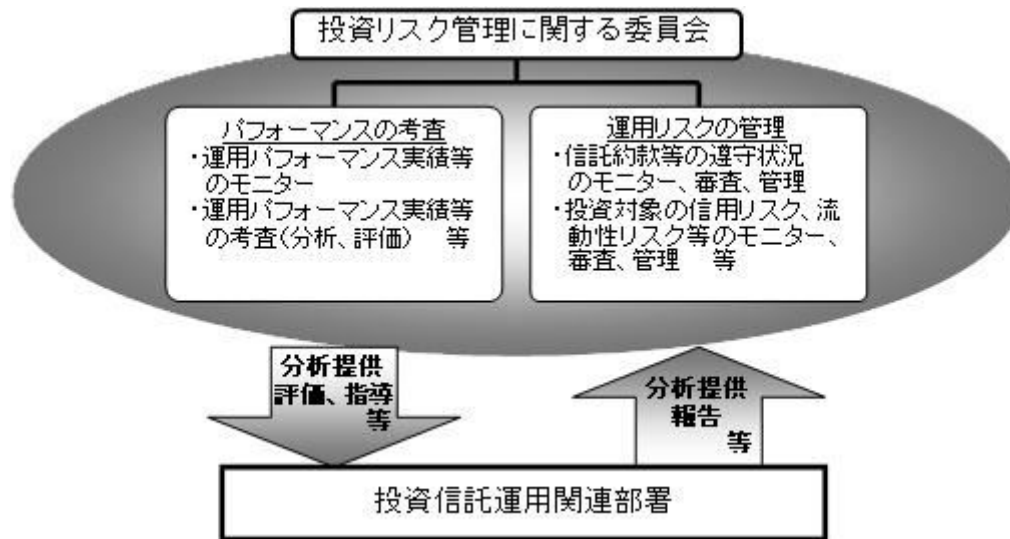 投資リスク管理に関する委員会
パフォーマンスの考査
・運用パフォーマンス実績等
のモニター
・運用パフォーマンス実績等
の考査(分析、評価)　等
運用リスクの管理
・信託約款等の遵守状況
のモニター、審査、管理
・投資対象の信用リスク、流
動性リスク等のモニター、
審査、管理　等
分析提供
評価、指導
等
分析提供
報告
等
投資信託運用関連部署